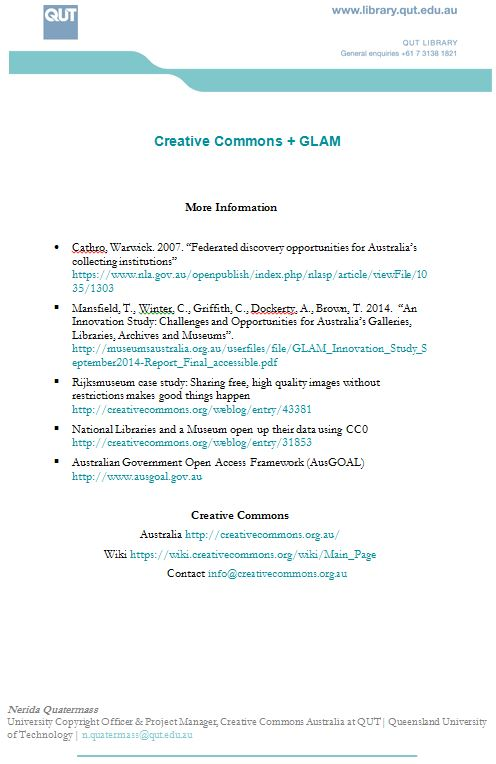 QUT
www.library.qut.edu.au
QUT LIBRARY
General enquiries +61 7 3138 1821
Creative Commons + GLAM
More Information
• Cathro, Warwick. 2007. “Federated discovery opportunities for Australia’s
collecting institutions”
https://www.nla.gov.au/openpublish/index.php/nlasp/article/viewFile/10
35/1303
▪ Mansfield, T., Winter, C., Griffith, C., Dockerty, A., Brown, T. 2014. “An
Innovation Study: Challenges and Opportunities for Australia’s Galleries,
Libraries, Archives and Museums”.
http://museumsaustralia.org.au/userfiles/file/GLAM_Innovation_Study_S
eptember2014-Report_Final_accessible.pdf
▪ Rijksmuseum case study: Sharing free, high quality images without
restrictions makes good things happen
http://creativecommons.org/weblog/entry/43381
▪ National Libraries and a Museum open up their data using CC0
http://creativecommons.org/weblog/entry/31853
▪ Australian Government Open Access Framework (AusGOAL)
http://www.ausgoal.gov.au
Creative Commons
Australia http://creativecommons.org.au/
Wiki https://wiki.creativecommons.org/wiki/Main_Page
Contact info@creativecommons.org.au
Nerida Quatermass
University Copyright Officer & Project Manager, Creative Commons Australia at QUT | Queensland University
of Technology | n.quatermass@qut.edu.au